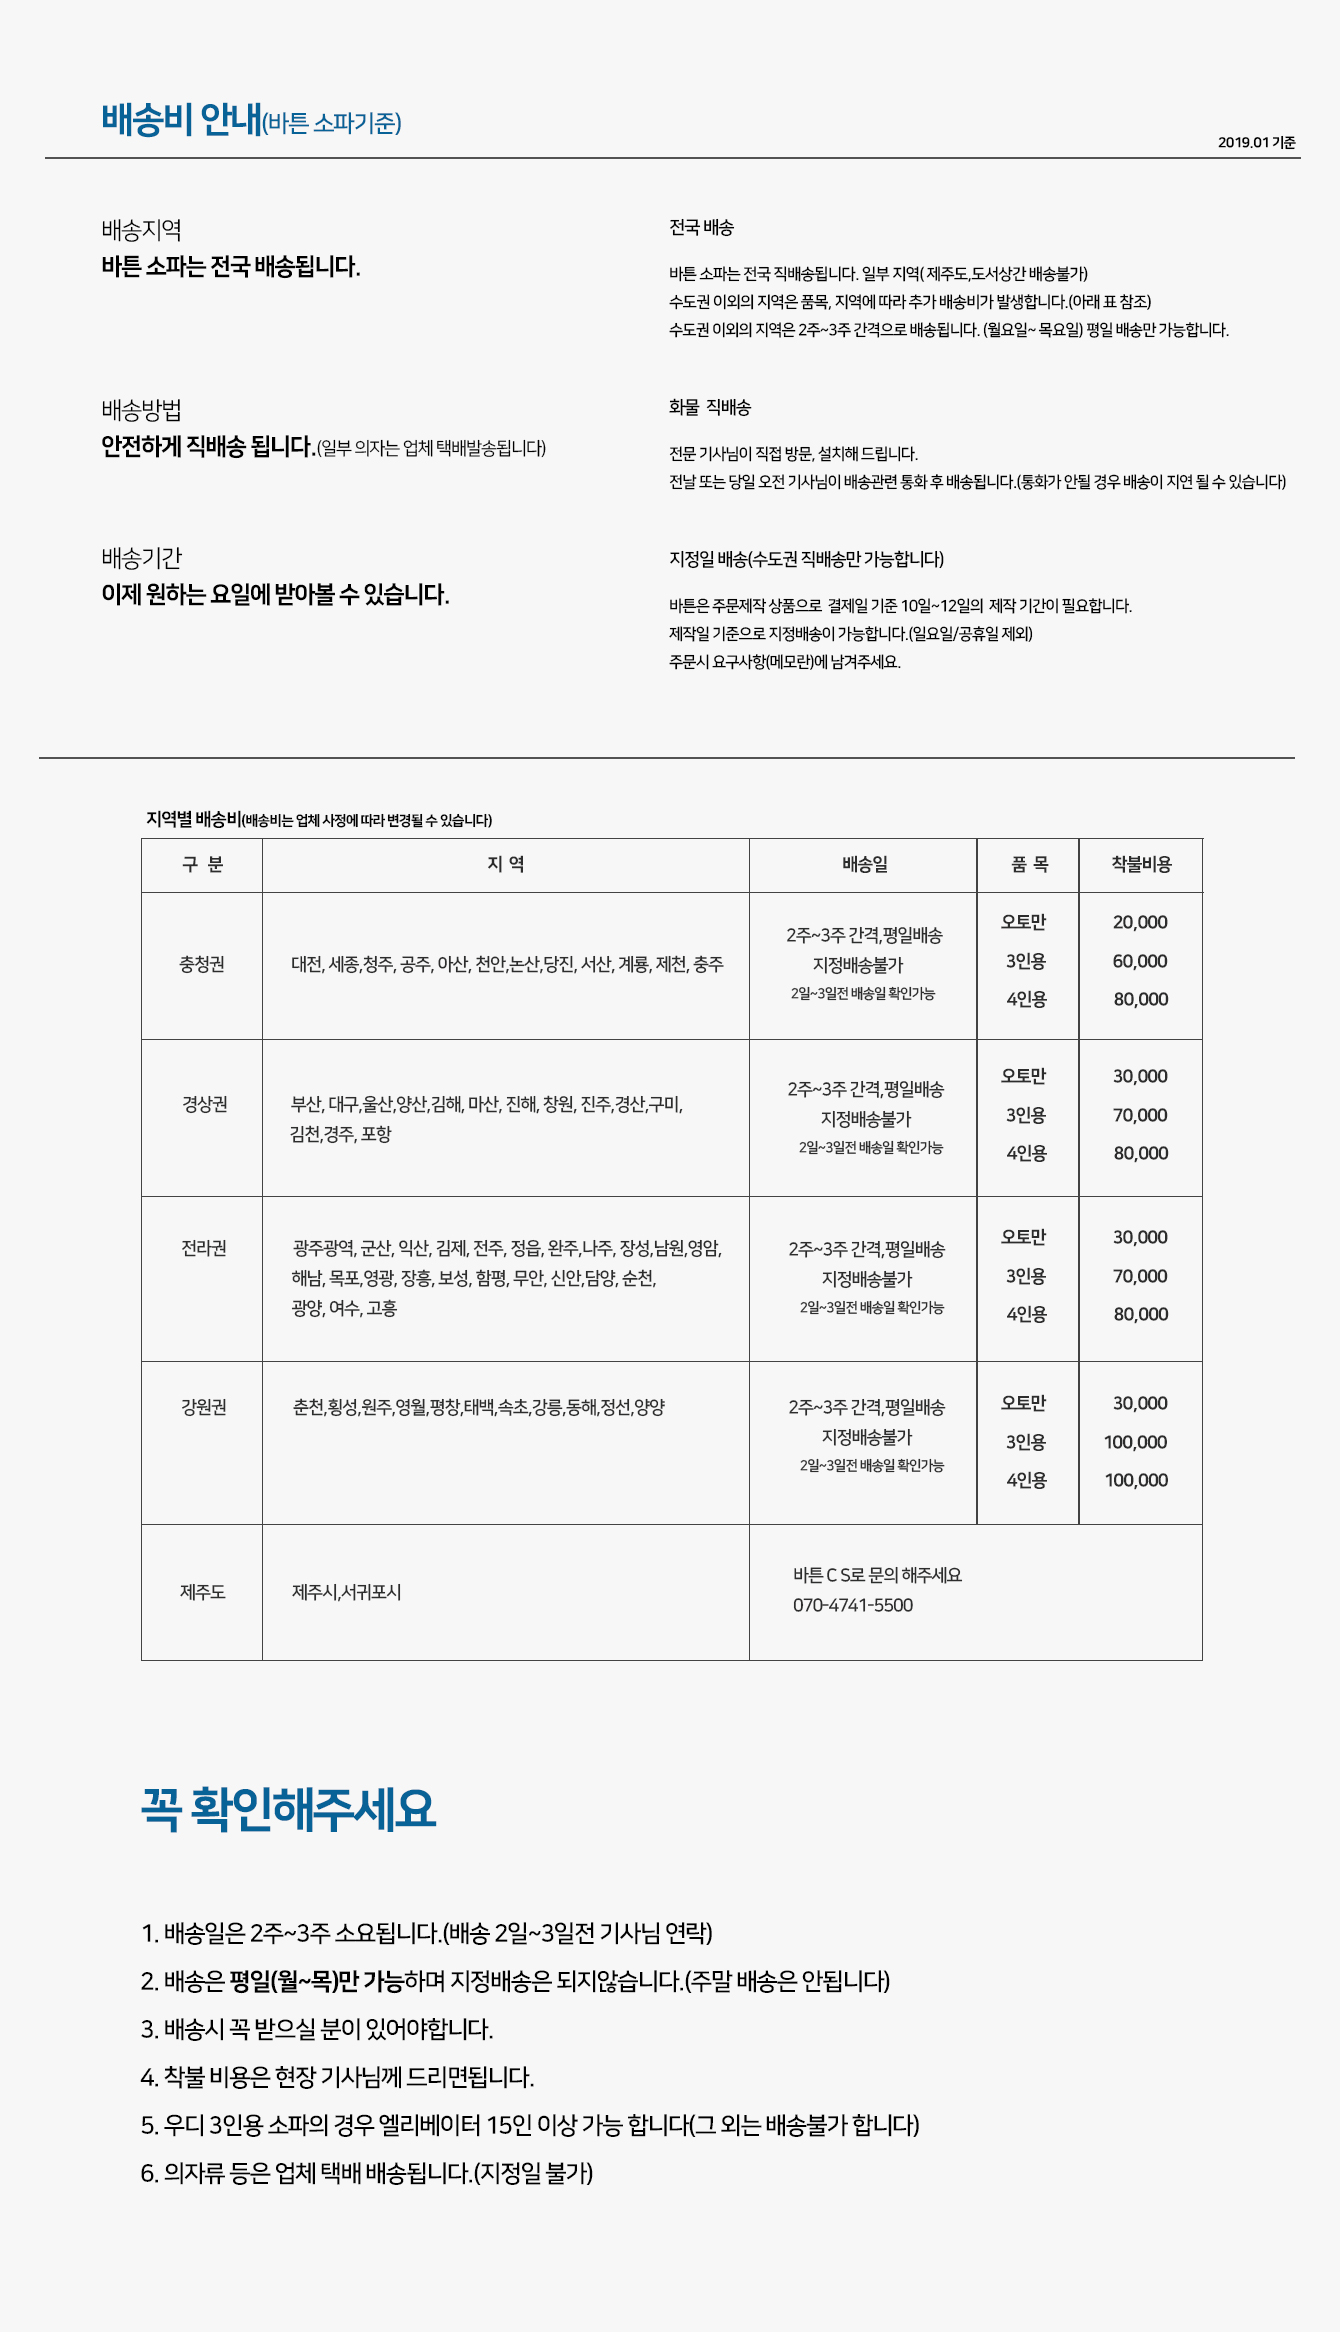 배송비 안내(바튼 소파기준)
2019.01 기준
배송지역
바튼 소파는 전국 배송됩니다.
전국 배송
바튼 소파는 전국 직배송됩니다. 일부 지역( 제주도,도서상간 배송불가)
수도권 이외의 지역은 품목, 지역에 따라 추가 배송비가 발생합니다.(아래 표 참조)
수도권 이외의 지역은 2주~3주 간격으로 배송됩니다. (월요일~ 목요일) 평일 배송만 가능합니다.
배송방법
안전하게 직배송 됩니다.(일부 의자는 업체 택배발송됩니다)
화물 직배송
전문 기사님이 직접 방문, 설치해 드립니다.
전날 또는 당일 오전 기사님이 배송관련 통화 후 배송됩니다.(통화가 안될 경우 배송이 지연 될 수 있습니다)
배송기간
이제 원하는 요일에 받아볼 수 있습니다.
지정일 배송(수도권 직배송만 가능합니다)
바튼은 주문제작 상품으로 결제일 기준 10일~12일의 제작 기간이 필요합니다.
제작일 기준으로 지정배송이 가능합니다.(일요일/공휴일 제외)
주문시 요구사항(메모란)에 남겨주세요.
지역별 배송비(배송비는 업체 사정에 따라 변경될 수 있습니다)
구 분 지 역 배송일 품 목 착불비용
충청권
대전, 세종,청주, 공주, 아산, 천안,논산,당진, 서산, 계룡, 제천, 충주
2주~3주 간격,평일배송
지정배송불가
2일~3일전 배송일 확인가능
오토만 20,000
3인용 60,000
4인용 80,000
경상권
부산, 대구,울산,양산,김해, 마산, 진해, 창원, 진주,경산,구미,
김천,경주, 포항
2주~3주 간격,평일배송
지정배송불가
2일~3일전 배송일 확인가능
오토만 30,000
3인용 70,000
4인용 80,000
전라권
광주광역, 군산, 익산, 김제, 전주, 정읍, 완주,나주, 장성,남원,영암,
해남, 목포,영광, 장흥, 보성, 함평, 무안, 신안,담양, 순천,
광양, 여수, 고흥
2주~3주 간격,평일배송
지정배송불가
2일~3일전 배송일 확인가능
오토만 30,000
3인용 70,000
4인용 80,000
강원권
춘천,횡성,원주,영월,평창,태백,속초,강릉,동해,정선,양양
2주~3주 간격,평일배송
지정배송불가
2일~3일전 배송일 확인가능
오토만 30,000
3인용 100,000
4인용 100,000
제주도
제주시,서귀포시
바튼 C S로 문의 해주세요
070-4741-5500
꼭 확인해주세요
1. 배송일은 2주~3주 소요됩니다.(배송 2일~3일전 기사님 연락)
2. 배송은 평일(월~목)만 가능하며 지정배송은 되지않습니다.(주말 배송은 안됩니다)
3. 배송시 꼭 받으실 분이 있어야합니다.
4. 착불 비용은 현장 기사님께 드리면됩니다.
5. 우디 3인용 소파의 경우 엘리베이터 15인 이상 가능 합니다(그 외는 배송불가 합니다)
6. 의자류 등은 업체 택배 배송됩니다.(지정일 불가)